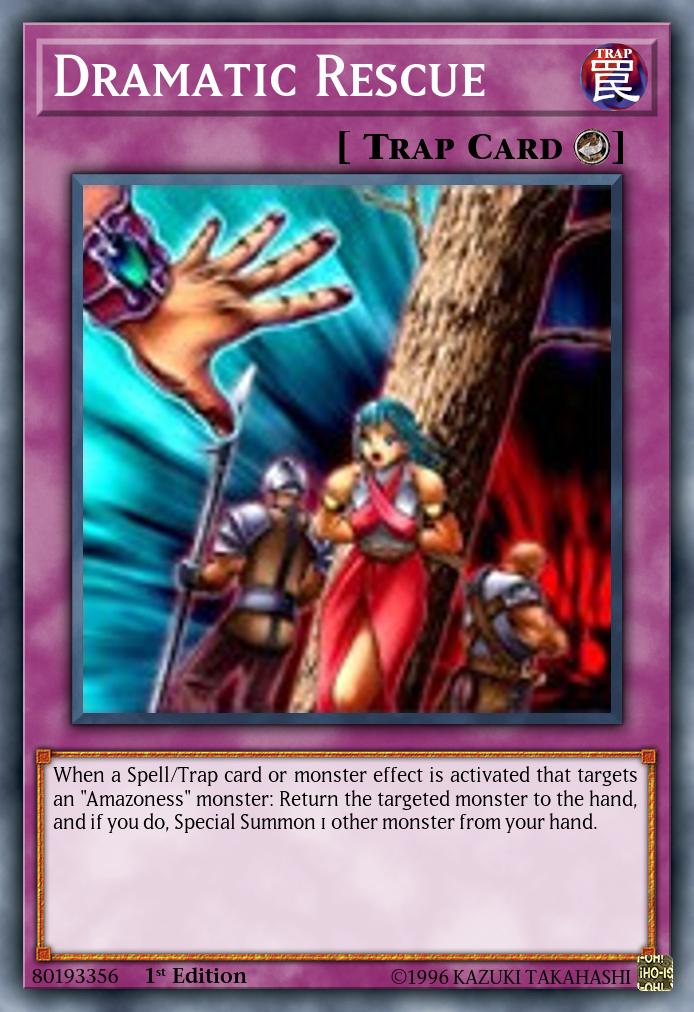 DRAMATIC RESCUE
TRAP
罠
[ TRAP CARD ]
When a Spell/Trap card or monster effect is activated that targets
an "Amazoness" monster: Return the targeted monster to the hand,
and if you do, Special Summon 1 other monster from your hand.
80193356 1st Edition ©1996 KAZUKI TAKAHASHI